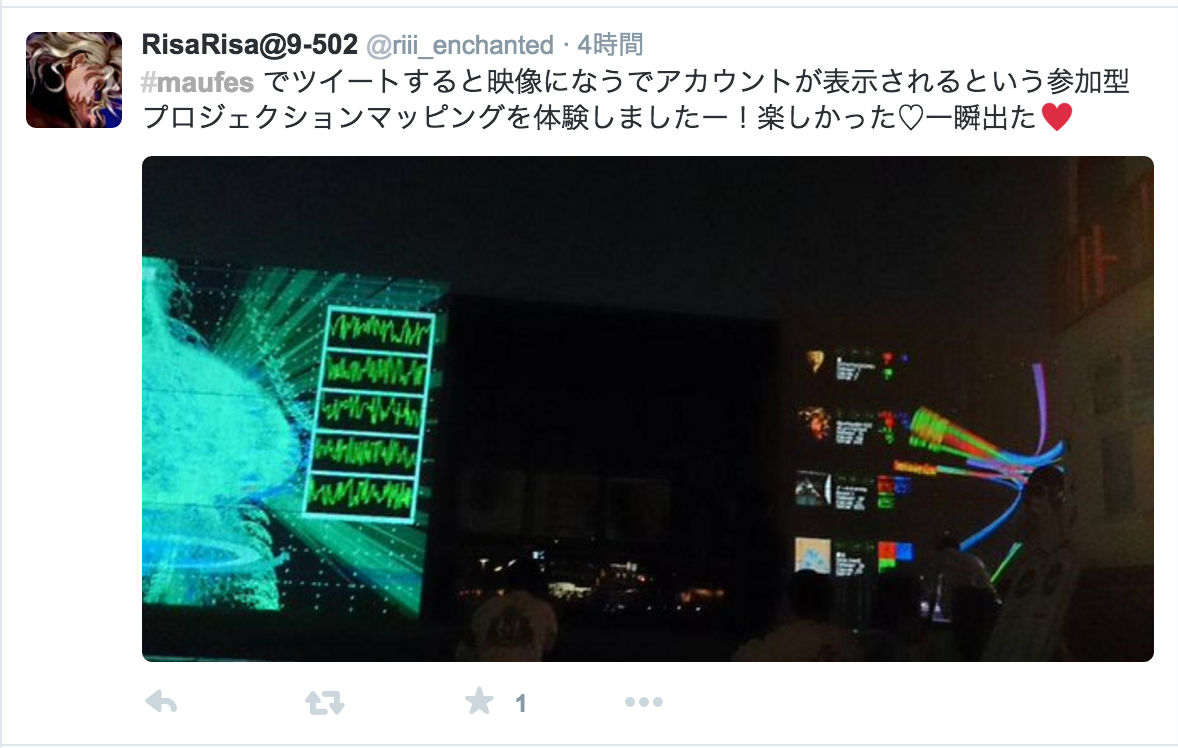 RisaRisa@9-502 @riii_enchanted · 4時間
#maufes でツイートすると映像になうでアカウントが表示されるという参加型
プロジェクションマッピングを体験しましたー！楽しかった♡一瞬出た♥
1